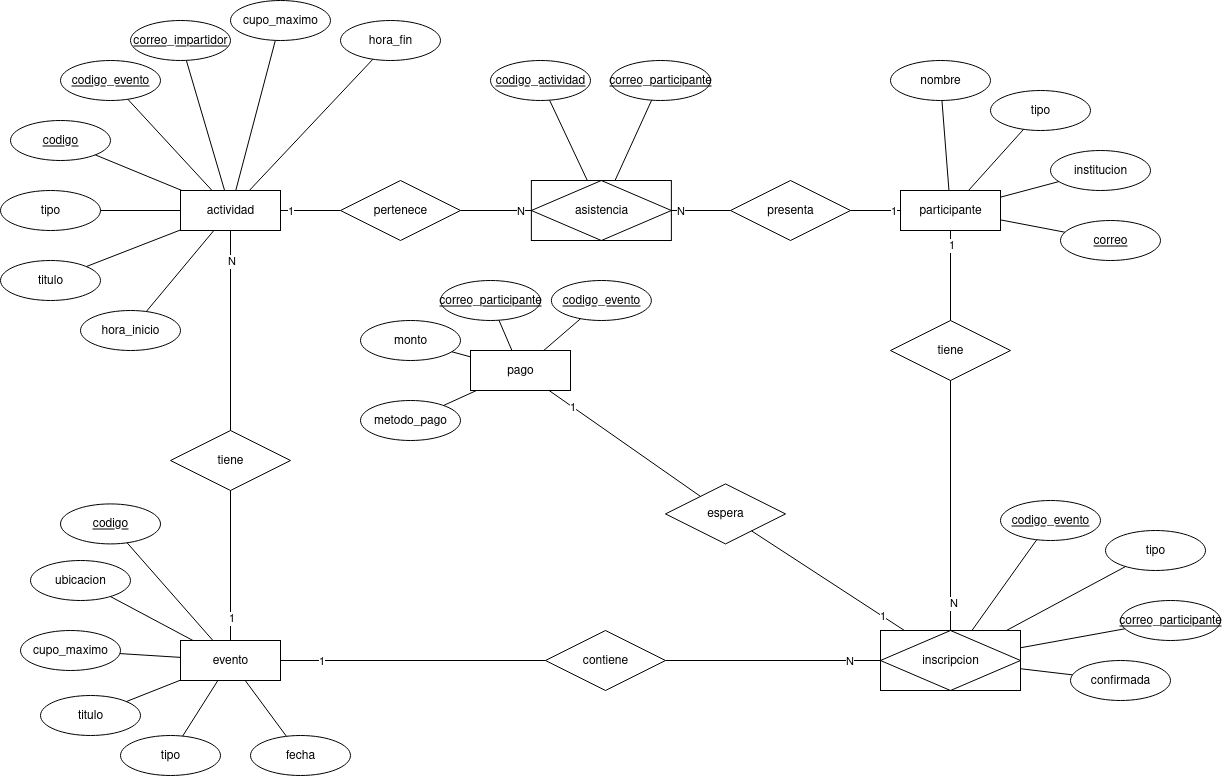 cupo_maximo
correo_impartidor
hora_fin
codigo_evento
codigo
tipo
titulo
hora_inicio
actividad
1
pertenece
N
codigo_actividad
correo_participante
asistencia
N
presenta
1
nombre
tipo
institucion
correo
participante
N
1
tiene
correo_participante
codigo_evento
monto
pago
metodo_pago
1
tiene
espera
codigo
ubicacion
cupo_maximo
titulo
tipo
fecha
1
evento
1
contiene
N
1
N
codigo_evento
tipo
correo_participante
confirmada
inscripcion